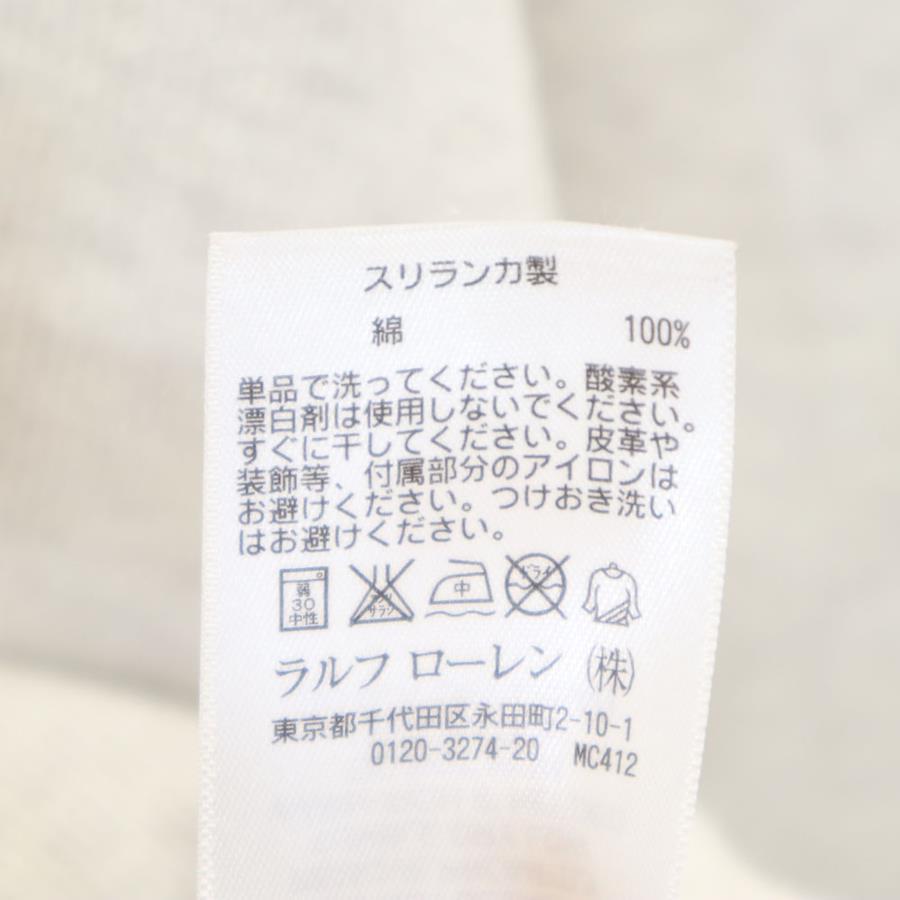 スリランカ製
綿 100%
単品で洗ってください。酸素系
漂白剤は使用しないでください。
すぐに干してください。皮革や
装飾等、付属部分のアイロンは
お避けください。つけおき洗い
はお避けください。
弱
30
中性
エンソ
サラシ
中
ドライ
ラルフ ローレン (株)
東京都千代田区永田町2-10-1
0120-3274-20 MC412